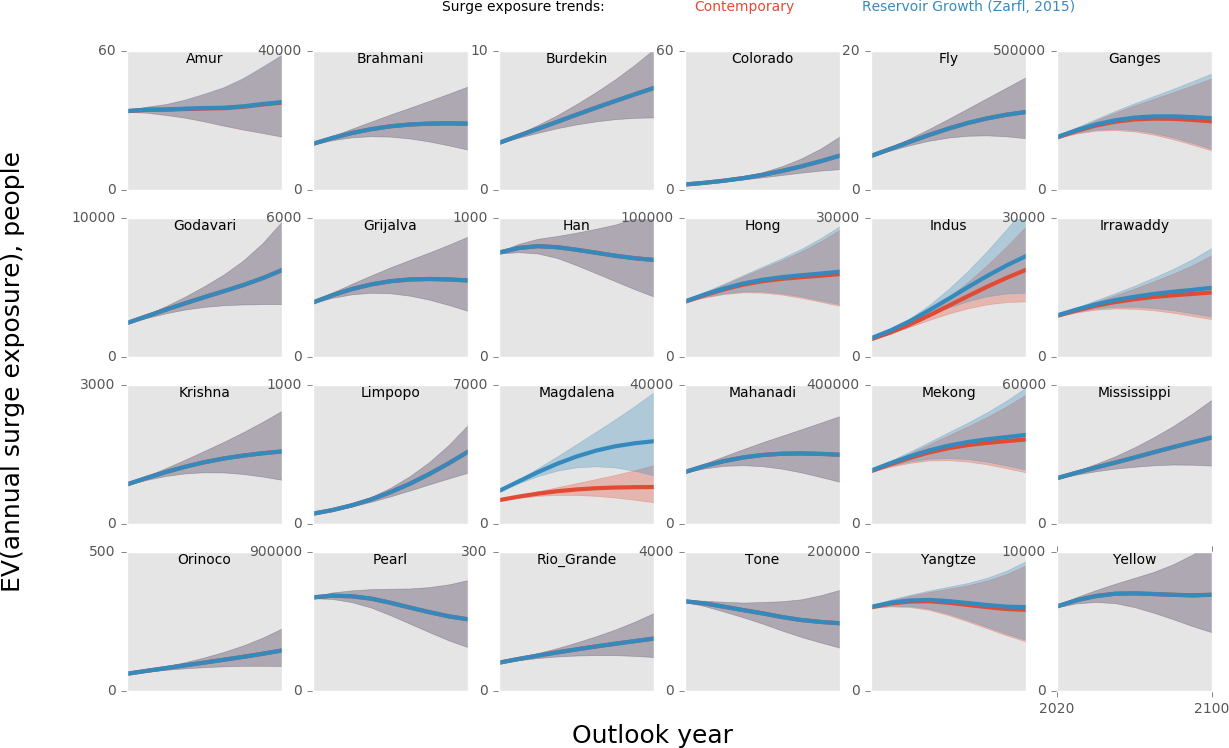 Surge exposure trends: Contemporary Reservoir Growth (Zarfl, 2015)
60 40000 10 60 20 500000
Amur Brahmani Burdekin Colorado Fly Ganges
0 0 0 0 0 0
10000 6000 1000 100000 30000 30000
Godavari Grijalva Han Hong Indus Irrawaddy
0 0 0 0 0 0
3000 1000 7000 40000 400000 60000
Krishna Limpopo Magdalena Mahanadi Mekong Mississippi
0 0 0 0 0 0
500 900000 300 4000 200000 10000
Orinoco Pearl Rio_Grande Tone Yangtze Yellow
0 0 0 0 0 0
2020 2100
EV(annual surge exposure), people
Outlook year